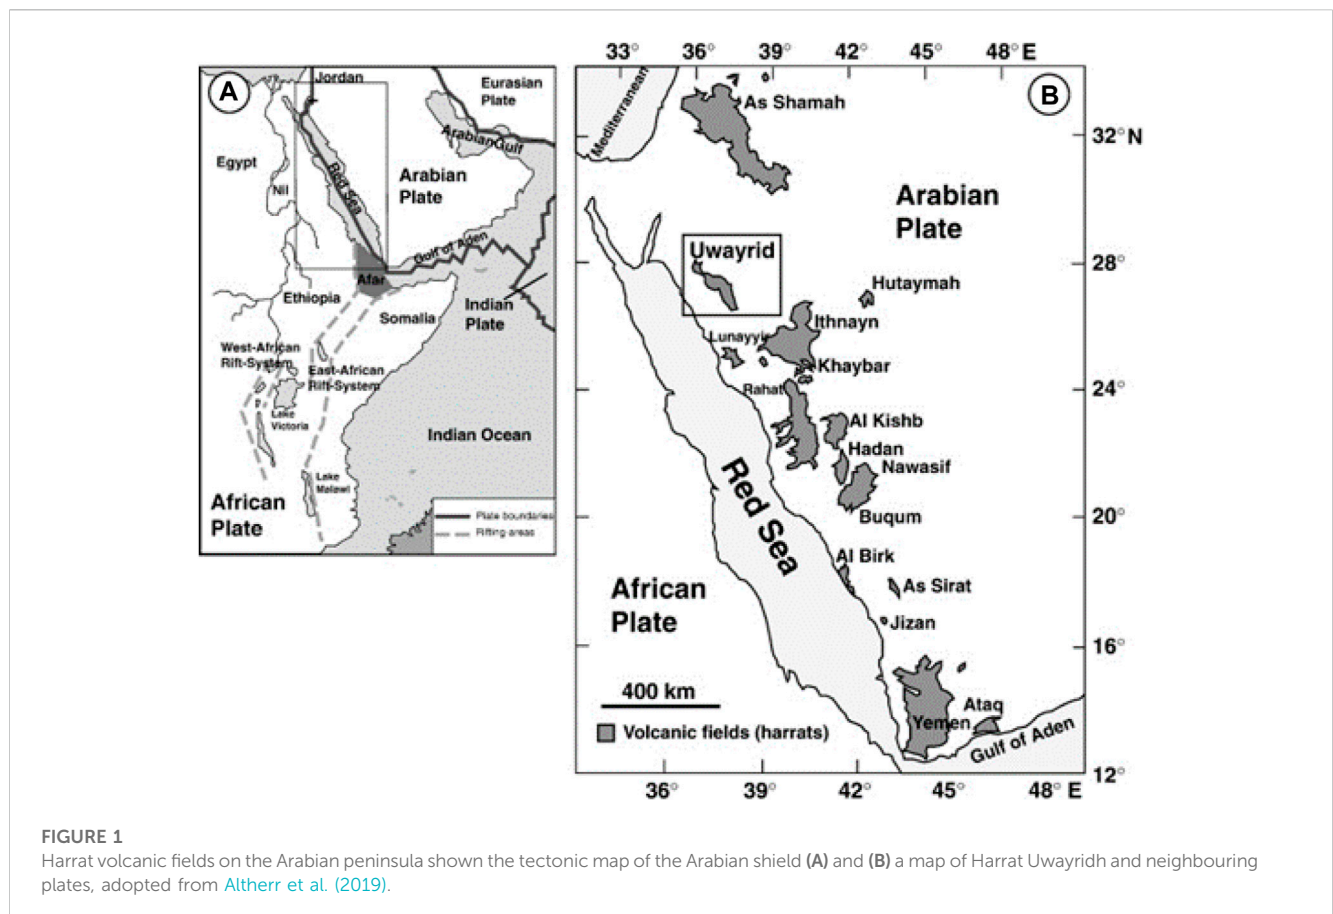 A
Jordan
Eurasian
Plate
Arabian Gulf
Egypt
Nil
Red Sea
Arabian
Plate
Gulf of Aden
Afar
Ethiopia
Somalia
Indian
Plate
West-African
Rift-System
East-African
Rift-System
Lake
Victoria
Indian Ocean
Lake
Malawi
African
Plate
Plate boundaries
Rifting areas
33° 36° 39° 42° 45° 48° E
B
Mediterranean
As Shamah
32° N
Arabian
Plate
Uwayrid
28°
Hutaymah
Ithnayn
Lunayyir
Khaybar
Rahat
24°
Al Kishb
Hadan
Nawasif
Buqum
20°
Red Sea
Al Birk
As Sirat
African
Plate
Jizan
16°
400 km
Volcanic fields (harrats)
Ataq
Yemen
Gulf of Aden
12°
36° 39° 42° 45° 48° E
FIGURE 1
Harrat volcanic fields on the Arabian peninsula shown the tectonic map of the Arabian shield (A) and (B) a map of Harrat Uwayridh and neighbouring
plates, adopted from Altherr et al. (2019).